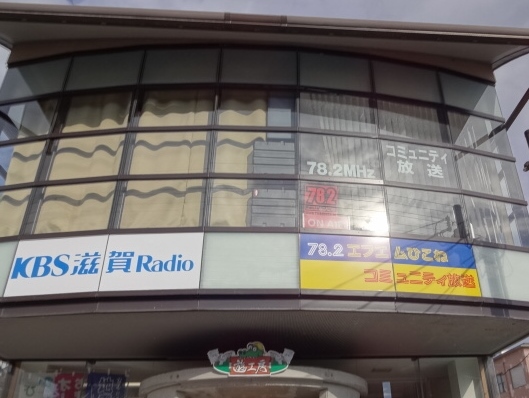 コミュニティ
放送
78.2MHz
782
ON AIR
KBS滋賀Radio
78.2 エフエムひこね
コミュニティ放送